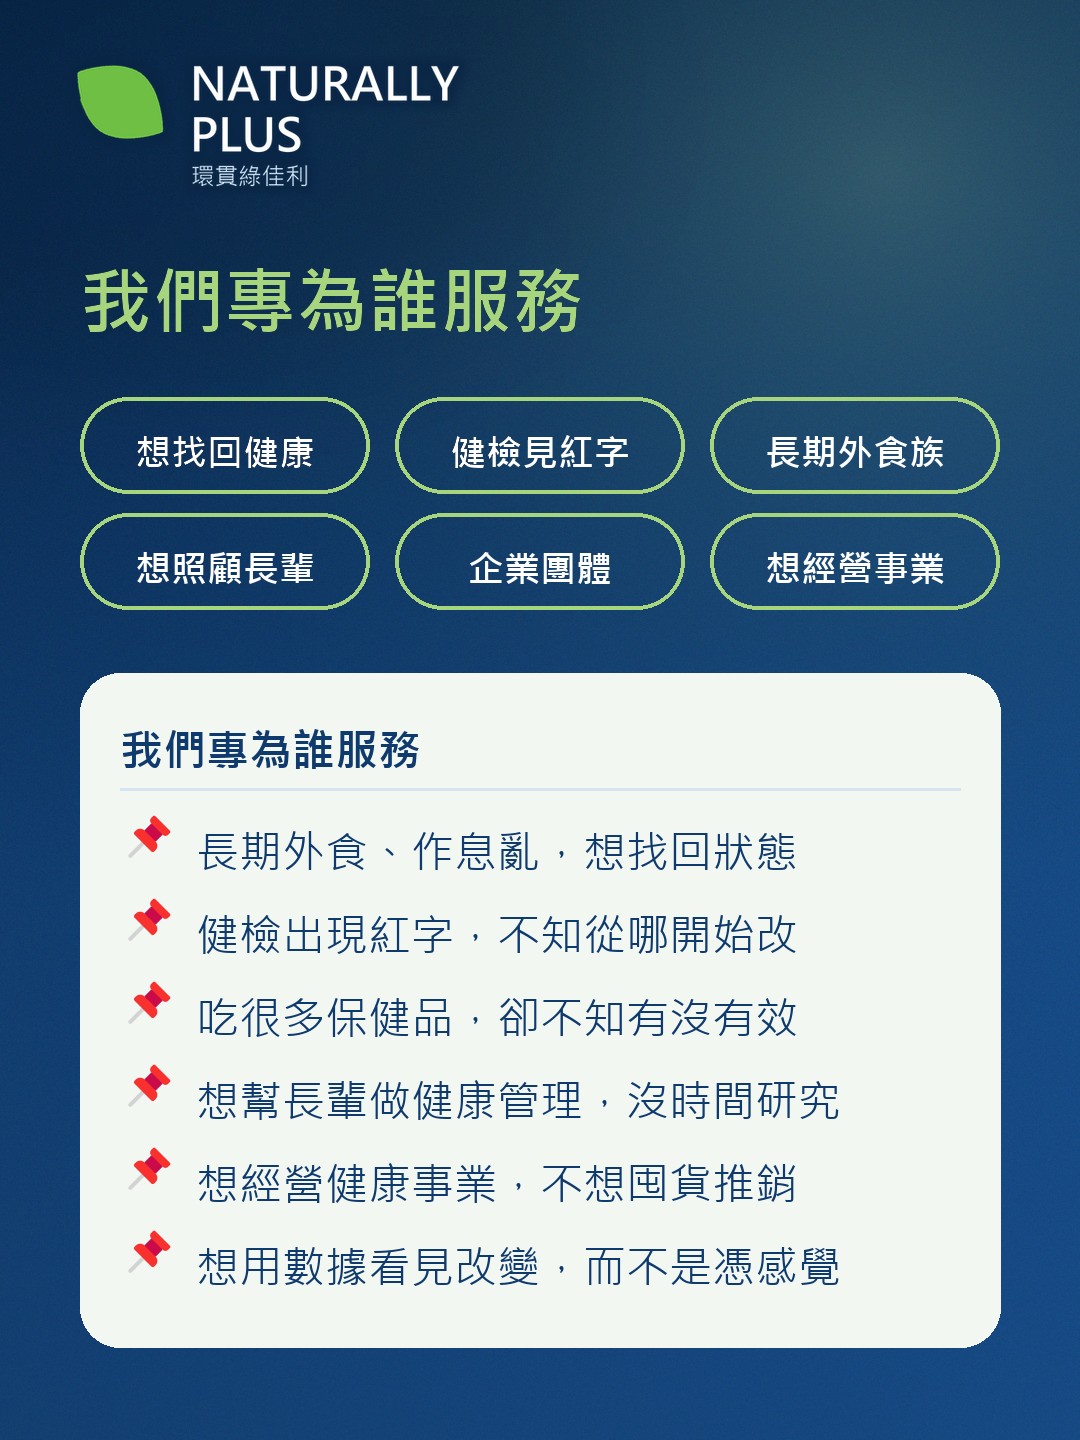 NATURALLY
PLUS
環貫綠佳利
我們專為誰服務
想找回健康
健檢見紅字
長期外食族
想照顧長輩
企業團體
想經營事業
我們專為誰服務
長期外食、作息亂，想找回狀態
健檢出現紅字，不知從哪開始改
吃很多保健品，卻不知有沒有效
想幫長輩做健康管理，沒時間研究
想經營健康事業，不想囤貨推銷
想用數據看見改變，而不是憑感覺